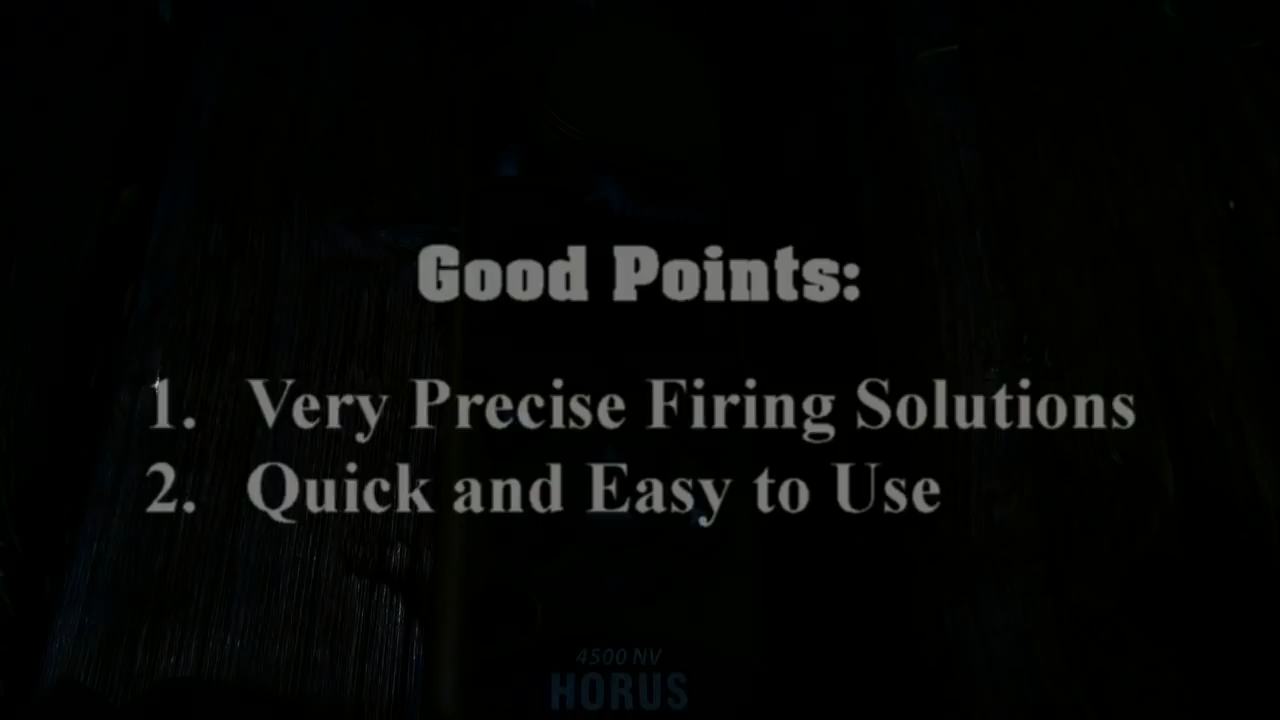 Good Points:
1. Very Precise Firing Solutions
2. Quick and Easy to Use
4500 NV
HORUS